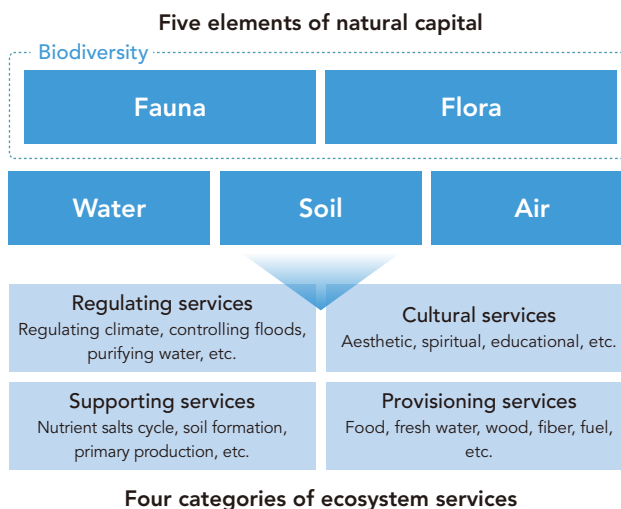 Five elements of natural capital
Biodiversity
Fauna
Flora
Water
Soil
Air
Regulating services
Regulating climate, controlling floods,
purifying water, etc.
Cultural services
Aesthetic, spiritual, educational, etc.
Supporting services
Nutrient salts cycle, soil formation,
primary production, etc.
Provisioning services
Food, fresh water, wood, fiber, fuel,
etc.
Four categories of ecosystem services